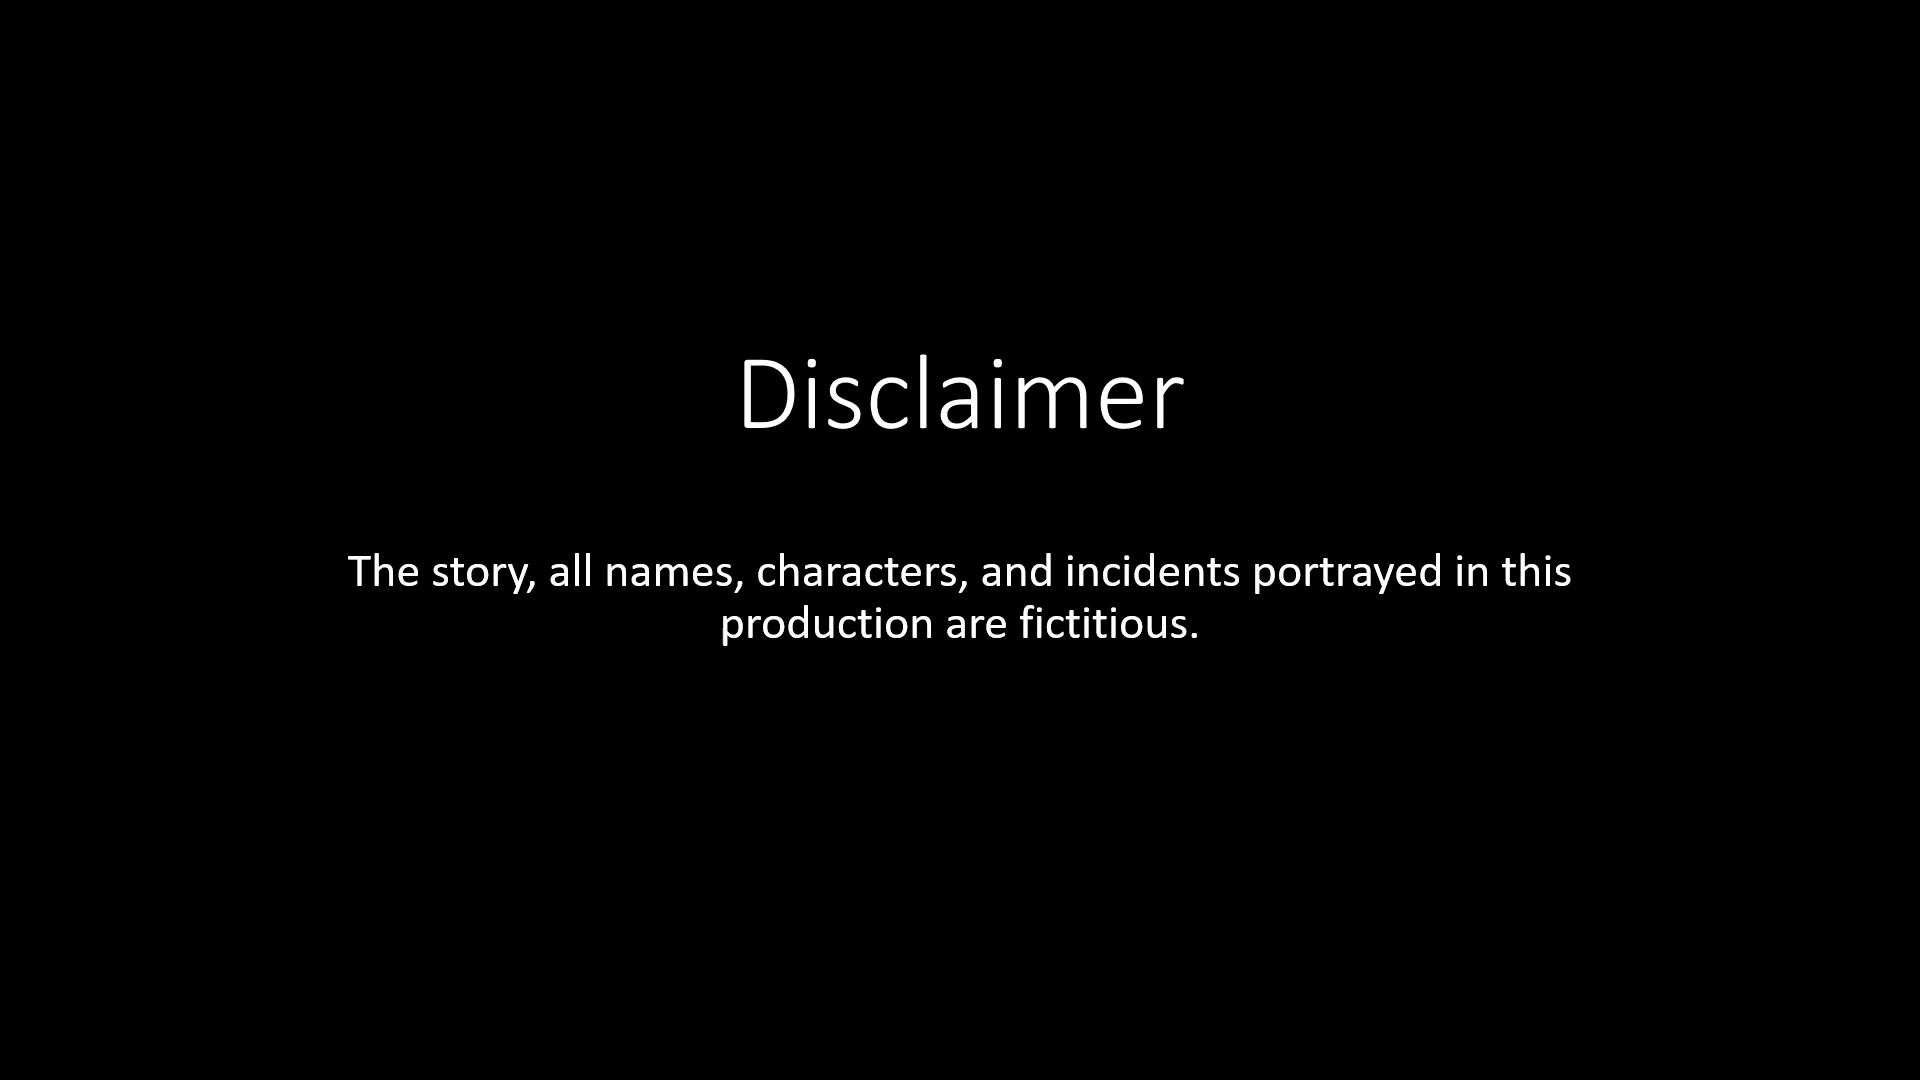 Disclaimer
The story, all names, characters, and incidents portrayed in this
production are fictitious.